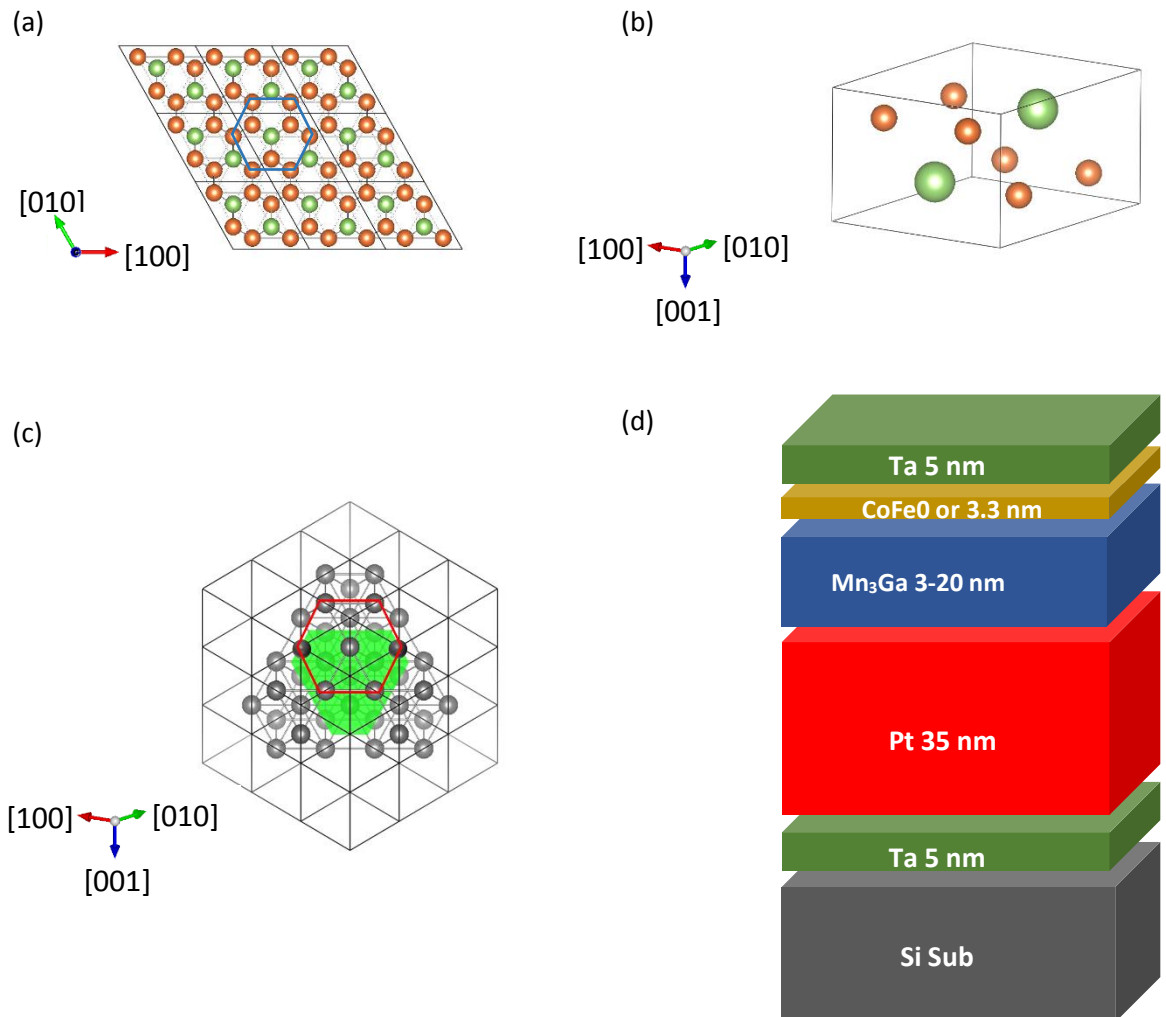 (a)
[010]
[100]
(b)
[100]
[010]
[001]
(c)
[100]
[010]
[001]
(d)
Ta 5 nm
CoFe0 or 3.3 nm
Mn₃Ga 3-20 nm
Pt 35 nm
Ta 5 nm
Si Sub